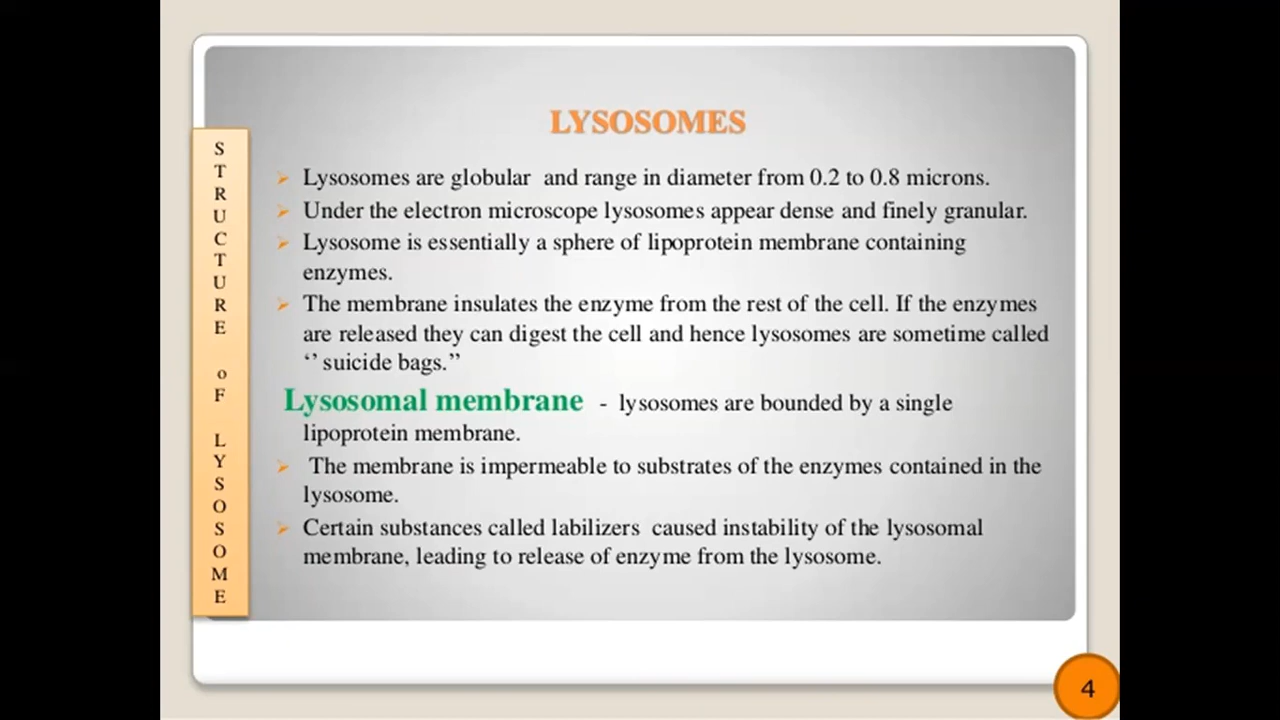 LYSOSOMES
STRUCTURE oF LYSOSOME
Lysosomes are globular and range in diameter from 0.2 to 0.8 microns.
Under the electron microscope lysosomes appear dense and finely granular.
Lysosome is essentially a sphere of lipoprotein membrane containing
enzymes.
The membrane insulates the enzyme from the rest of the cell. If the enzymes
are released they can digest the cell and hence lysosomes are sometime called
‘’ suicide bags.”
Lysosomal membrane - lysosomes are bounded by a single
lipoprotein membrane.
The membrane is impermeable to substrates of the enzymes contained in the
lysosome.
Certain substances called labilizers caused instability of the lysosomal
membrane, leading to release of enzyme from the lysosome.
4